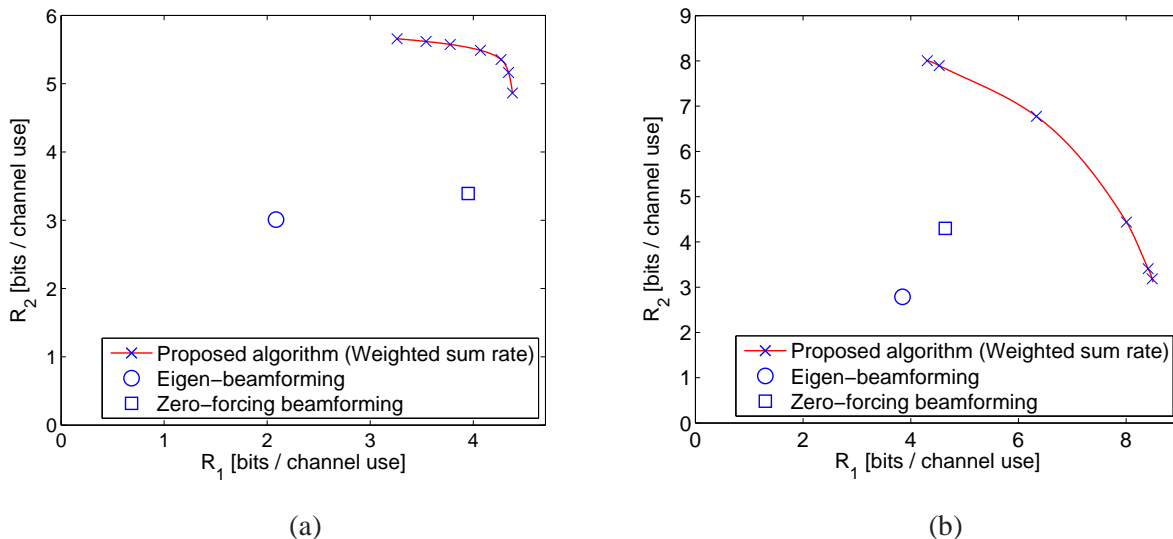 6
5
4
3
2
1
0
R2 [bits / channel use]
0 1 2 3 4
R1 [bits / channel use]
Proposed algorithm (Weighted sum rate)
Eigen−beamforming
Zero−forcing beamforming
(a)
9
8
7
6
5
4
3
2
1
0
R2 [bits / channel use]
0 2 4 6 8
R1 [bits / channel use]
Proposed algorithm (Weighted sum rate)
Eigen−beamforming
Zero−forcing beamforming
(b)